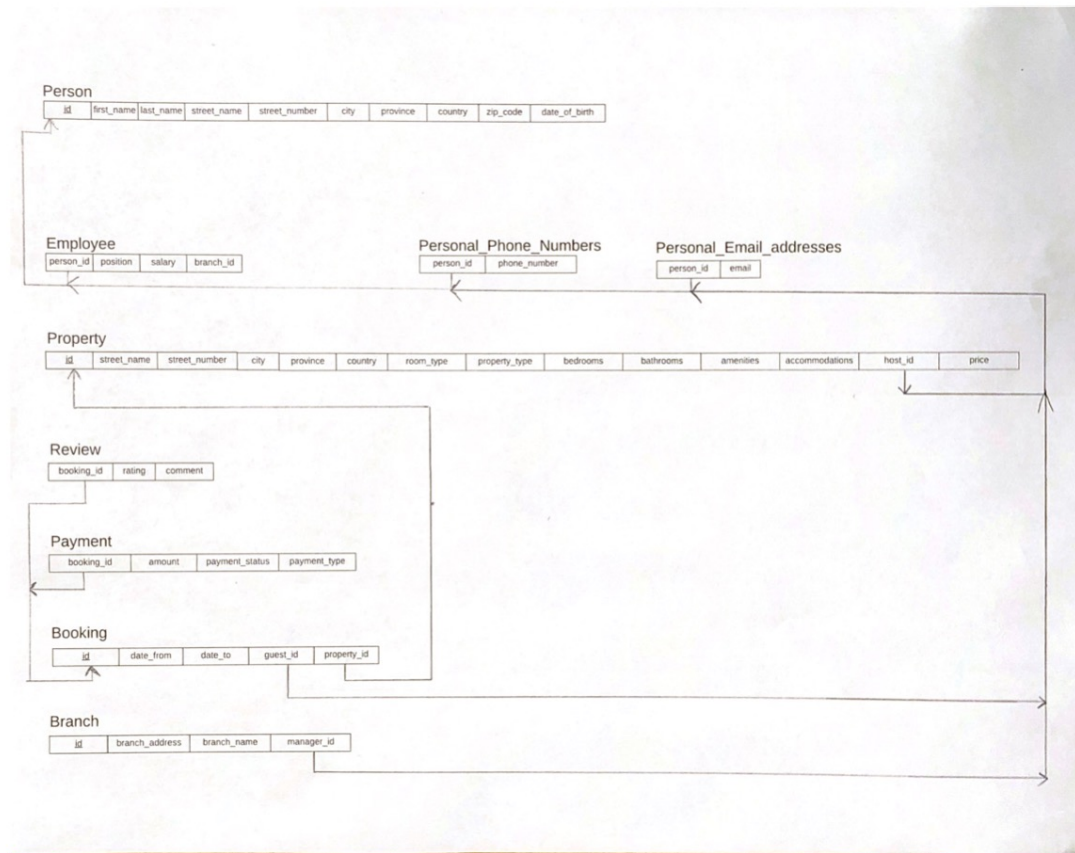 Person
id first_name last_name street_name street_number city province country zip_code date_of_birth
Employee Personal_Phone_Numbers Personal_Email_addresses
person_id position salary branch_id person_id phone_number person_id email
Property
id street_name street_number city province country room_type property_type bedrooms bathrooms amenities accommodations host_id price
Review
booking_id rating comment
Payment
booking_id amount payment_status payment_type
Booking
id date_from date_to guest_id property_id
Branch
id branch_address branch_name manager_id